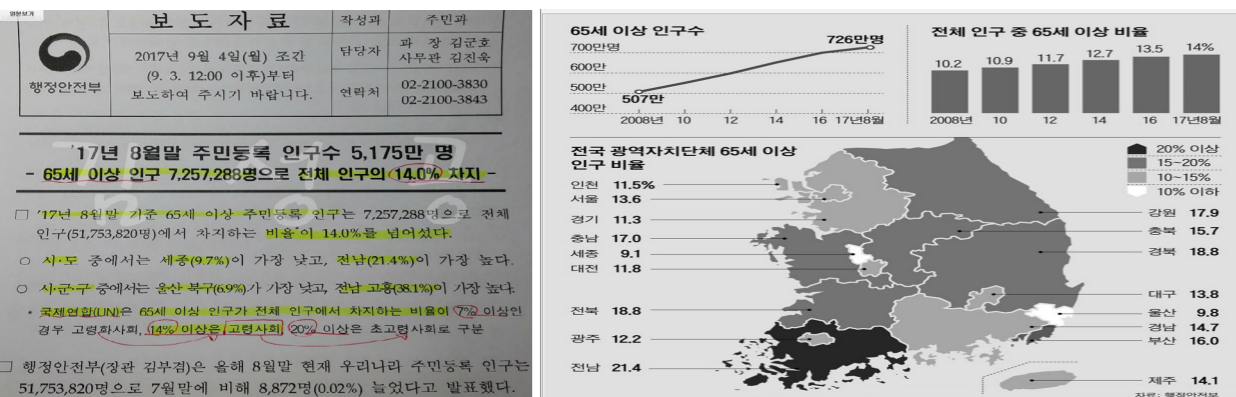 원문보기
보 도 자 료
작성과
주민과
행정안전부
2017년 9월 4일(월) 조간
(9. 3. 12:00 이후)부터
보도하여 주시기 바랍니다.
담당자
과 장 김군호
사무관 김진욱
연락처
02-2100-3830
02-2100-3843
'17년 8월말 주민등록 인구수 5,175만 명
- 65세 이상 인구 7,257,288명으로 전체 인구의 14.0% 차지 -
□ '17년 8월말 기준 65세 이상 주민등록 인구는 7,257,288명으로 전체
인구(51,753,820명)에서 차지하는 비율이 14.0%를 넘어섰다.
○ 시·도 중에서는 세종(9.7%)이 가장 낮고, 전남(21.4%)이 가장 높다.
○ 시·군·구 중에서는 울산 북구(6.9%)가 가장 낮고, 전남 고흥(38.1%)이 가장 높다.
* 국제연합(UN)은 65세 이상 인구가 전체 인구에서 차지하는 비율이 7% 이상인
경우 고령화사회, 14% 이상은 고령사회, 20% 이상은 초고령사회로 구분
□ 행정안전부(장관 김부겸)은 올해 8월말 현재 우리나라 주민등록 인구는
51,753,820명으로 7월말에 비해 8,872명(0.02%) 늘었다고 발표했다.
65세 이상 인구수
700만명
600만
500만
400만
507만
726만명
2008년 10 12 14 16 17년8월
전체 인구 중 65세 이상 비율
10.2 10.9 11.7 12.7 13.5 14%
2008년 10 12 14 16 17년8월
전국 광역자치단체 65세 이상
인구 비율
20% 이상
15~20%
10~15%
10% 이하
인천 11.5%
서울 13.6
경기 11.3
충남 17.0
세종 9.1
대전 11.8
전북 18.8
광주 12.2
전남 21.4
강원 17.9
충북 15.7
경북 18.8
대구 13.8
울산 9.8
경남 14.7
부산 16.0
제주 14.1
자료: 행정안전부